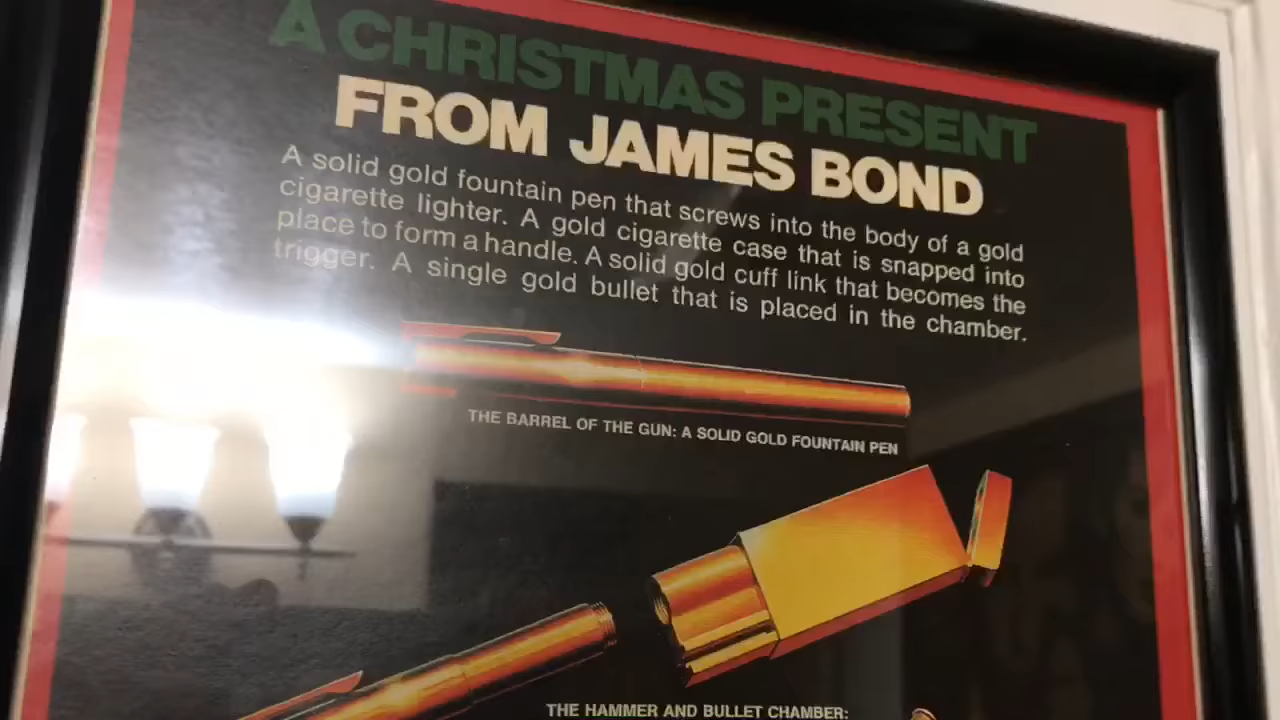 A CHRISTMAS PRESENT
FROM JAMES BOND
A solid gold fountain pen that screws into the body of a gold
cigarette lighter. A gold cigarette case that is snapped into
place to form a handle. A solid gold cuff link that becomes the
trigger. A single gold bullet that is placed in the chamber.
THE BARREL OF THE GUN: A SOLID GOLD FOUNTAIN PEN
THE HAMMER AND BULLET CHAMBER: